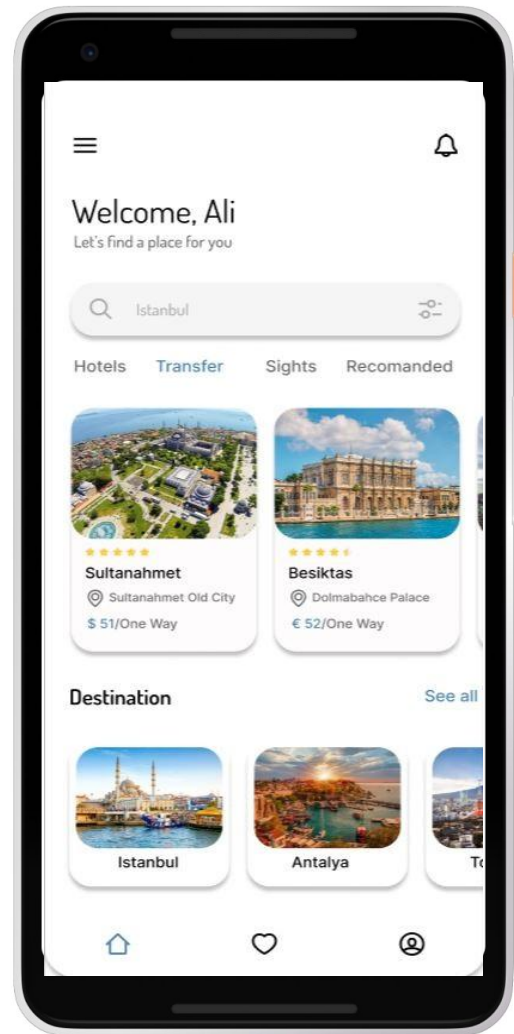 Welcome, Ali
Let's find a place for you
Istanbul
Hotels Transfer Sights Recomanded
Sultanahmet
Sultanahmet Old City
$ 51/One Way
Besiktas
Dolmabahce Palace
€ 52/One Way
Destination See all
Istanbul
Antalya